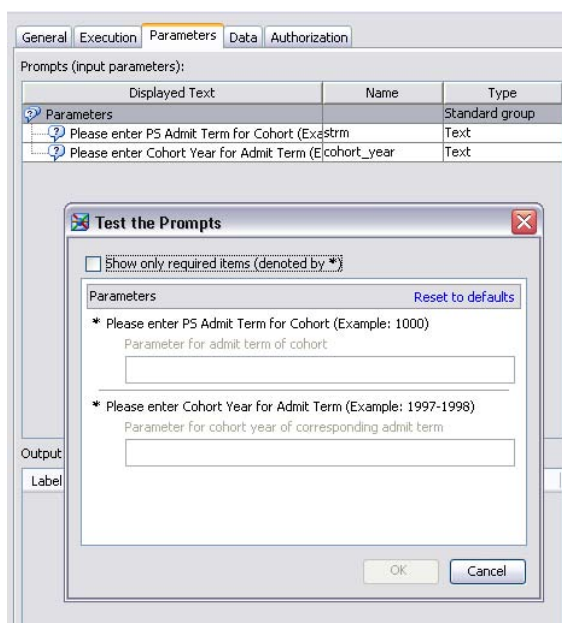 General Execution Parameters Data Authorization
Prompts (input parameters):
Displayed Text Name Type
Parameters Standard group
Please enter PS Admit Term for Cohort (Exa strm Text
Please enter Cohort Year for Admit Term (E cohort_year Text
Test the Prompts
Show only required items (denoted by *)
Parameters Reset to defaults
* Please enter PS Admit Term for Cohort (Example: 1000)
Parameter for admit term of cohort
* Please enter Cohort Year for Admit Term (Example: 1997-1998)
Parameter for cohort year of corresponding admit term
Output
Label
OK Cancel